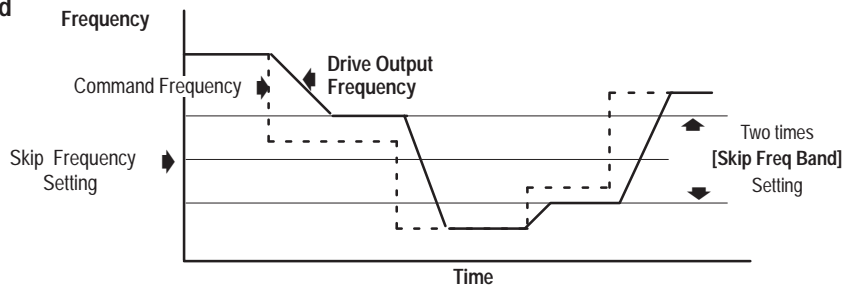 d
Frequency
Drive Output
Frequency
Command Frequency
Skip Frequency
Setting
Two times
[Skip Freq Band]
Setting
Time